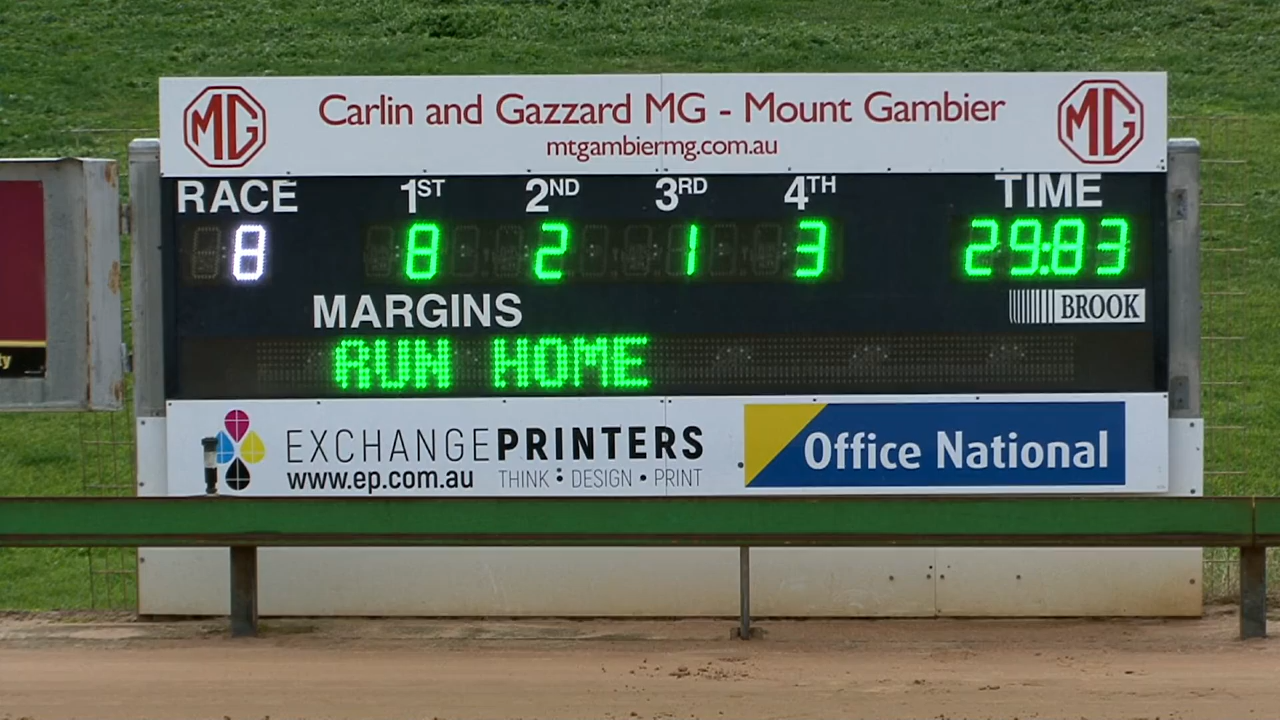 MG Carlin and Gazzard MG - Mount Gambier MG
mtgambiermg.com.au
RACE 1ST 2ND 3RD 4TH TIME
8 8 2 1 3 29:83
MARGINS BROOK
RUN HOME
EXCHANGEPRINTERS Office National
www.ep.com.au THINK : DESIGN • PRINT
ty